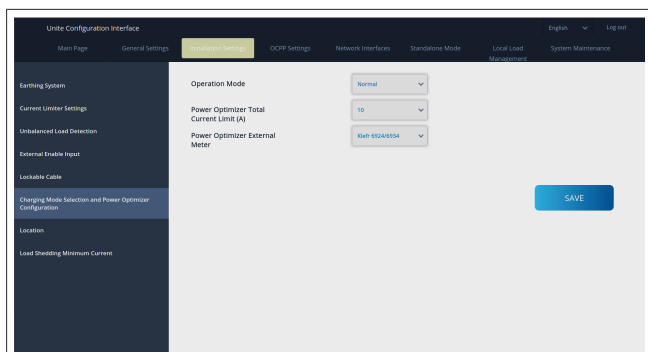 Unite Configuration Interface
English
Log out
Main Page
General Settings
Installation Settings
OCPP Settings
Network Interfaces
Standalone Mode
Local Load
Management
System Maintenance
Earthing System
Current Limiter Settings
Unbalanced Load Detection
External Enable Input
Lockable Cable
Charging Mode Selection and Power Optimizer
Configuration
Location
Load Shedding Minimum Current
Operation Mode
Normal
Power Optimizer Total
Current Limit (A)
10
Power Optimizer External
Meter
Klefr 6924/6934
SAVE